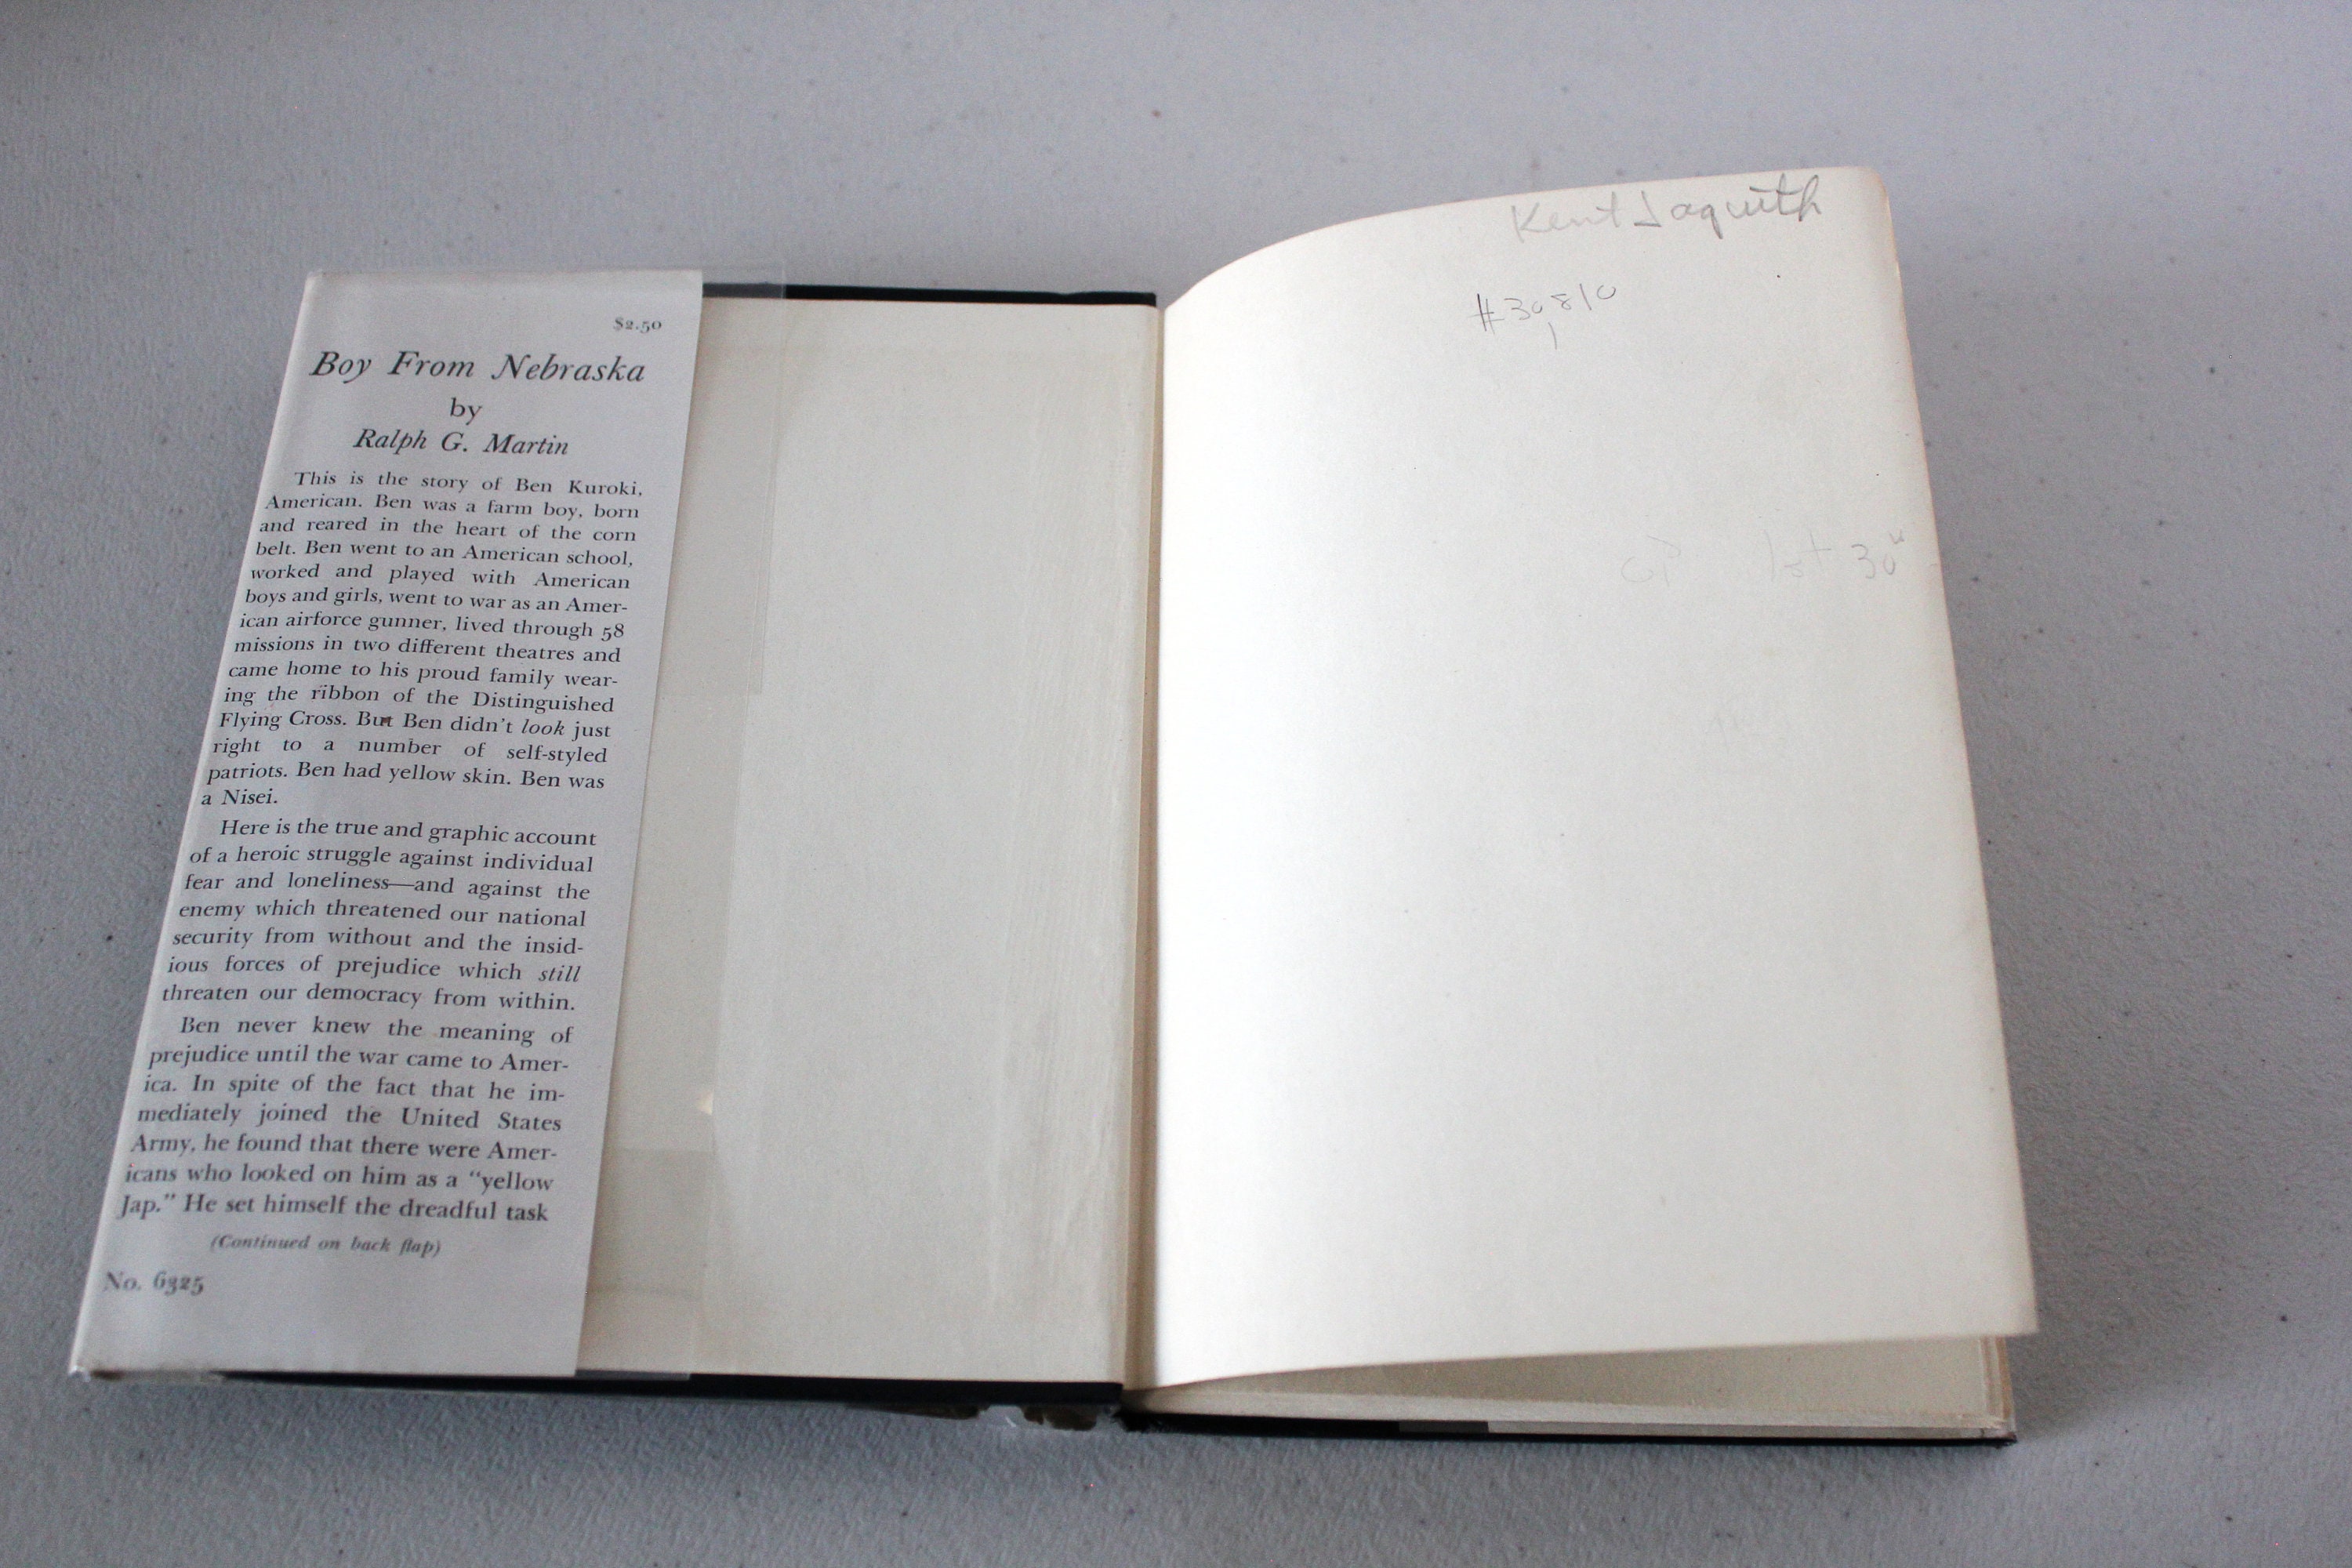 $2.50
Boy From Nebraska
by
Ralph G. Martin
This is the story of Ben Kuroki,
American. Ben was a farm boy, born
and reared in the heart of the corn
belt. Ben went to an American school,
worked and played with American
boys and girls, went to war as an Amer-
ican airforce gunner, lived through 58
missions in two different theatres and
came home to his proud family wear-
ing the ribbon of the Distinguished
Flying Cross. But Ben didn't look just
right to a number of self-styled
patriots. Ben had yellow skin. Ben was
a Nisei.
Here is the true and graphic account
of a heroic struggle against individual
fear and loneliness—and against the
enemy which threatened our national
security from without and the insid-
ious forces of prejudice which still
threaten our democracy from within.
Ben never knew the meaning of
prejudice until the war came to Amer-
ica. In spite of the fact that he im-
mediately joined the United States
Army, he found that there were Amer-
icans who looked on him as a "yellow
Jap." He set himself the dreadful task
(Continued on back flap)
No. 6325
Kent Jaquith
#30,810
1st 30"